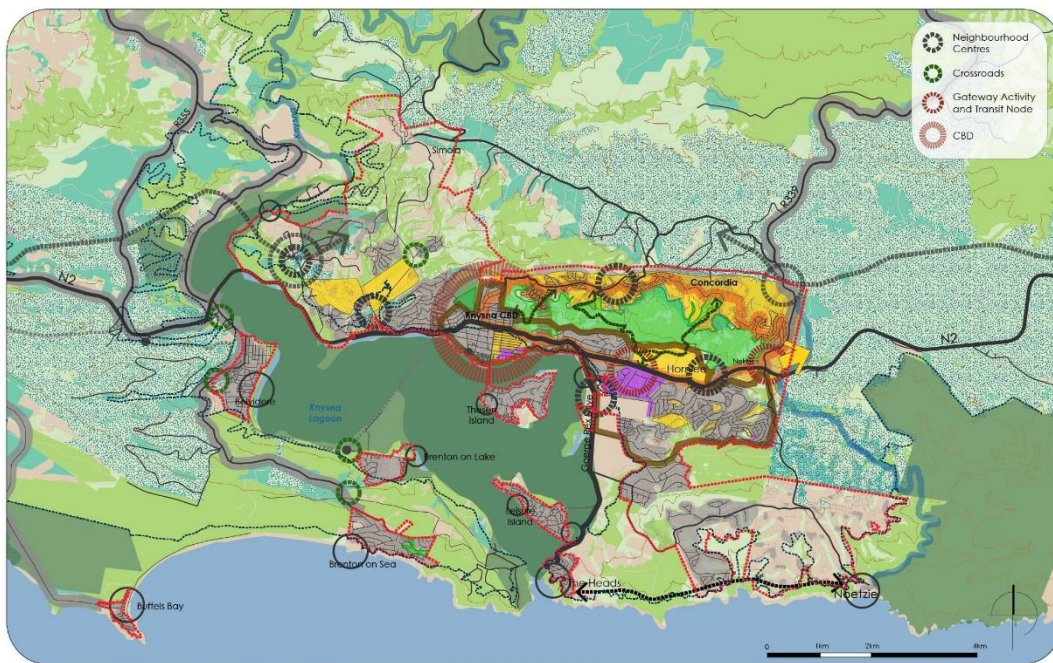 Neighbourhood
Centres
Crossroads
Gateway Activity
and Transit Node
CBD
R339
Simola
N2
Concordia
Knysna CBD
N2
Hornlee
Belvidere
Knysna
Lagoon
Thesen
Island
Brenton on Lake
Leisure
Island
Brenton on Sea
The Heads
Noetzie
Buffels Bay
0 1km 2km 4km